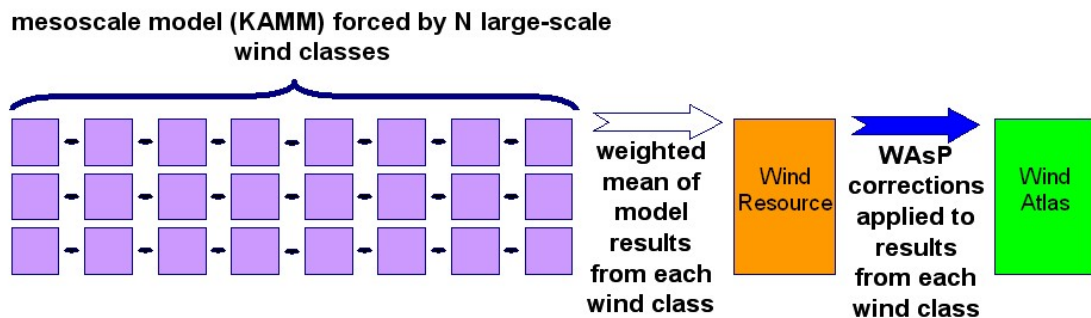 mesoscale model (KAMM) forced by N large-scale
wind classes
weighted
mean of
model
results
from each
wind class
Wind
Resource
WAsP
corrections
applied to
results
from each
wind class
Wind
Atlas